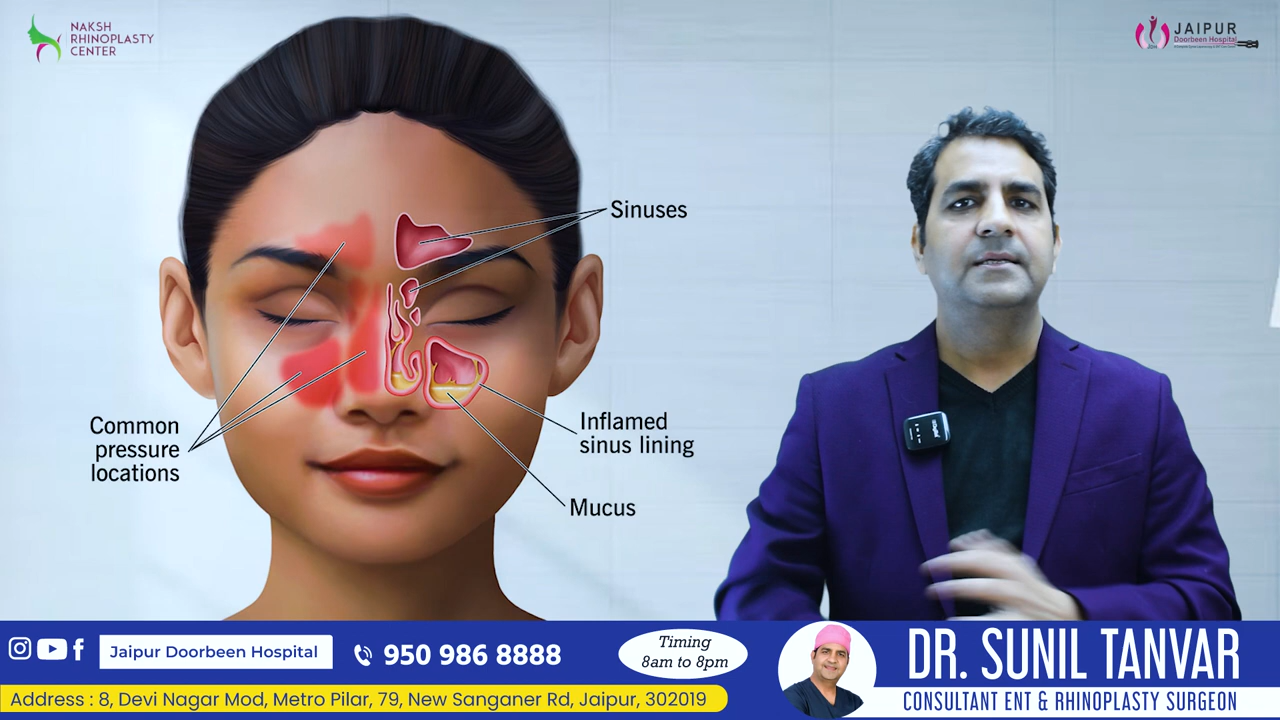 NAKSH
RHINOPLASTY
CENTER
JAIPUR
Doorbeen Hospital
Sinuses
Common
pressure
locations
Inflamed
sinus lining
Mucus
Jaipur Doorbeen Hospital
950 986 8888
Timing
8am to 8pm
DR. SUNIL TANVAR
CONSULTANT ENT & RHINOPLASTY SURGEON
Address : 8, Devi Nagar Mod, Metro Pilar, 79, New Sanganer Rd, Jaipur, 302019